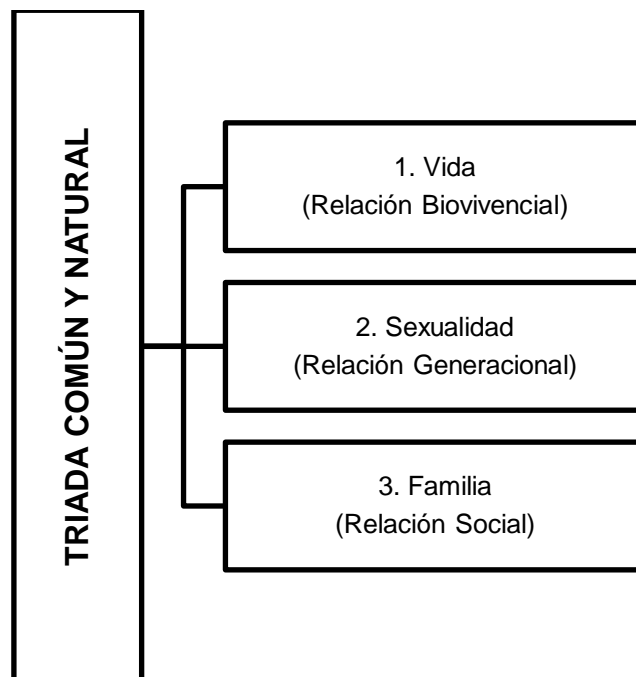 TRIADA COMÚN Y NATURAL
1. Vida
(Relación Biovivencial)
2. Sexualidad
(Relación Generacional)
3. Familia
(Relación Social)